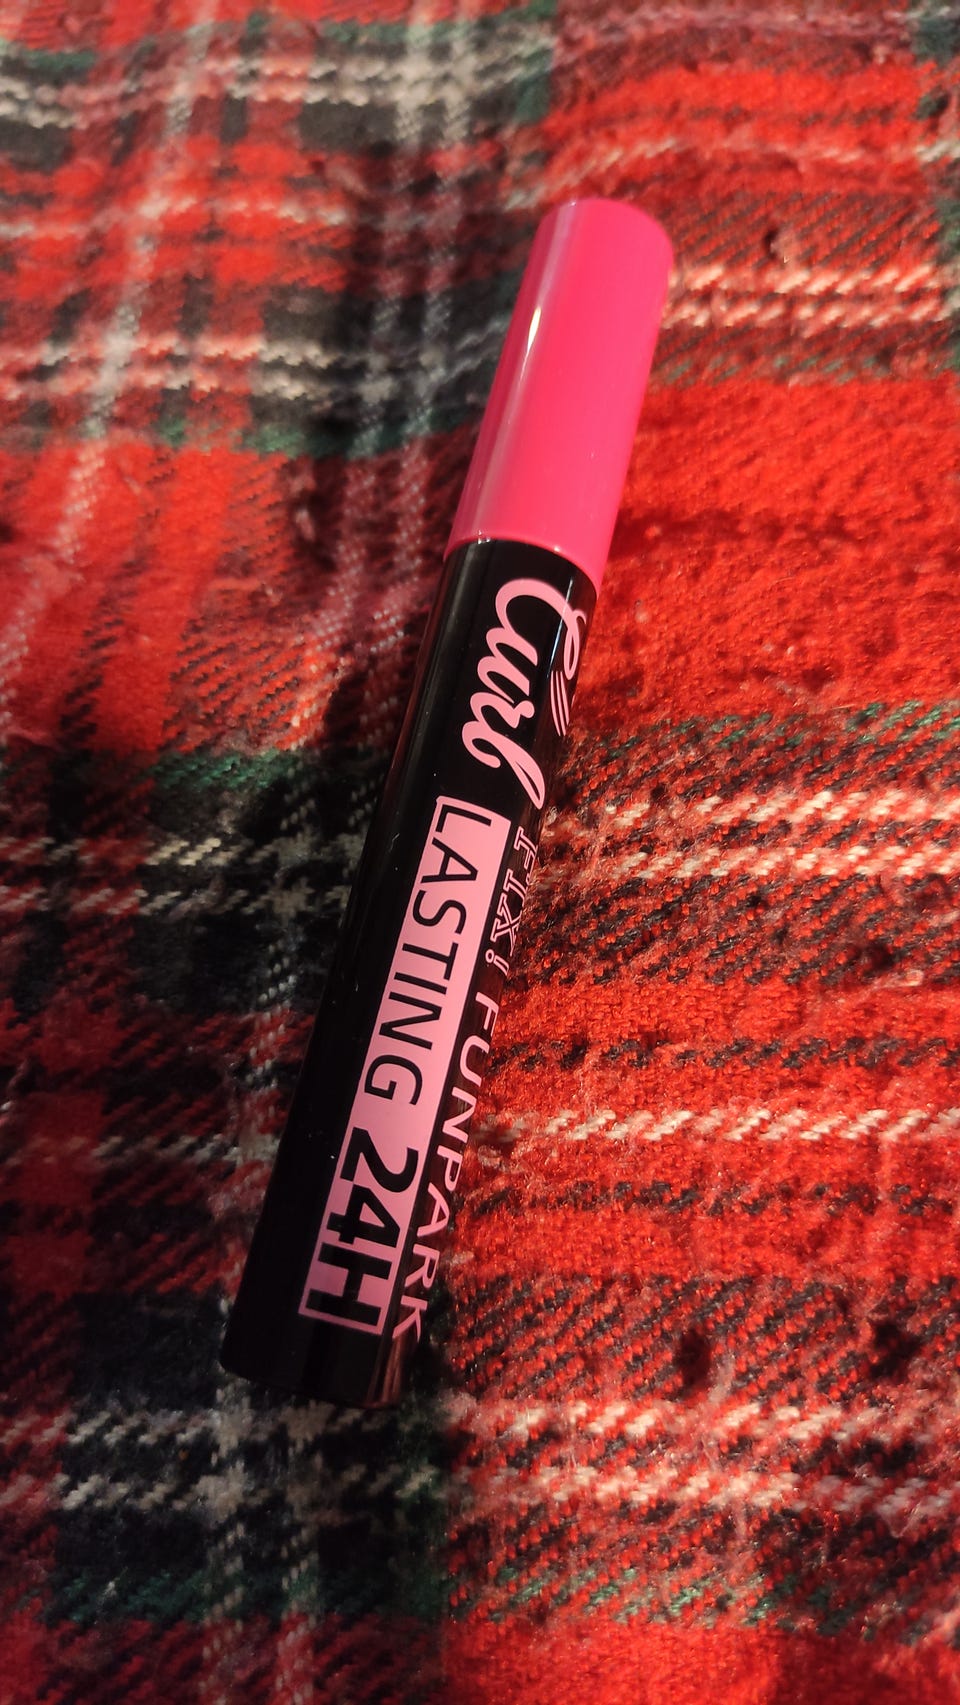 Curl
FIX! FUNPARK
LASTING 24H